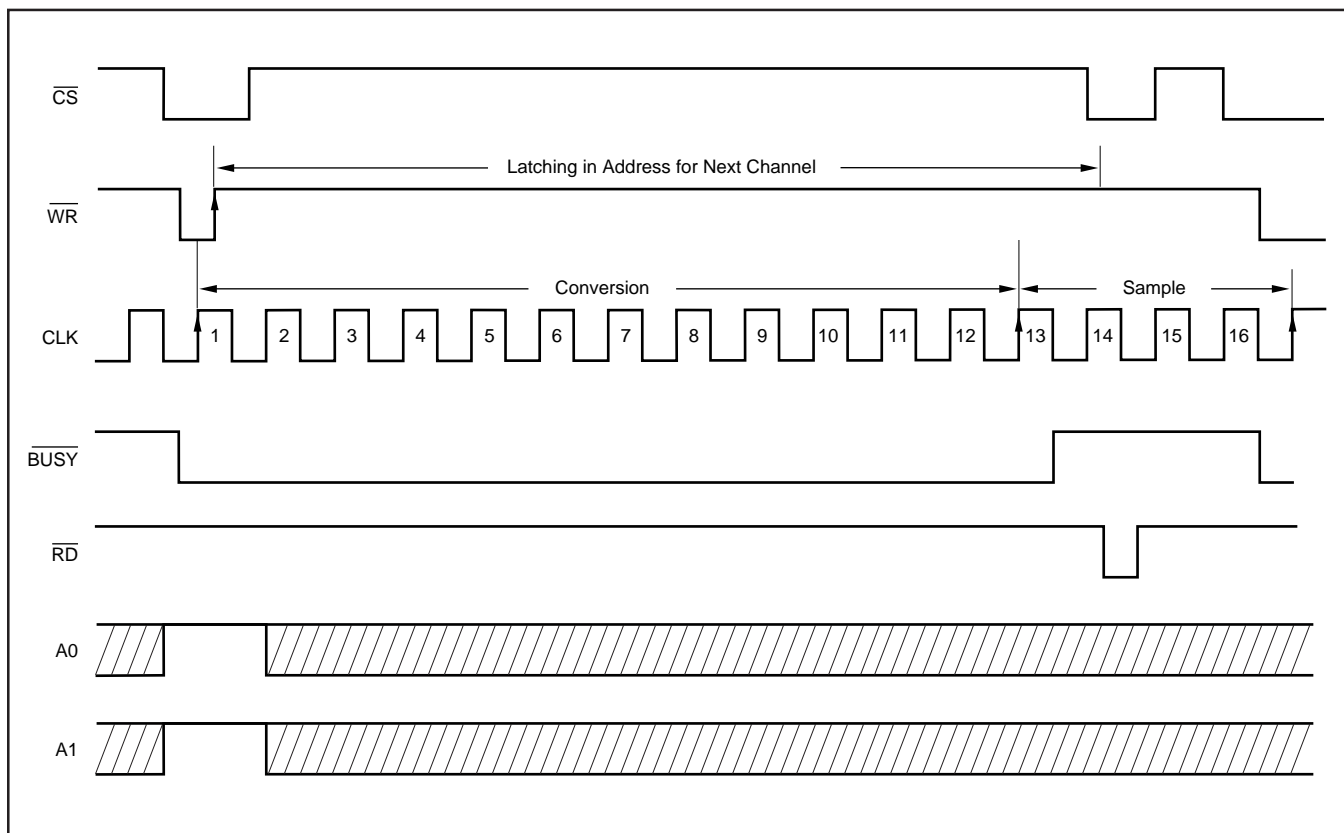 CS
Latching in Address for Next Channel
WR
Conversion
Sample
CLK
1 2 3 4 5 6 7 8 9 10 11 12 13 14 15 16
BUSY
RD
A0
A1